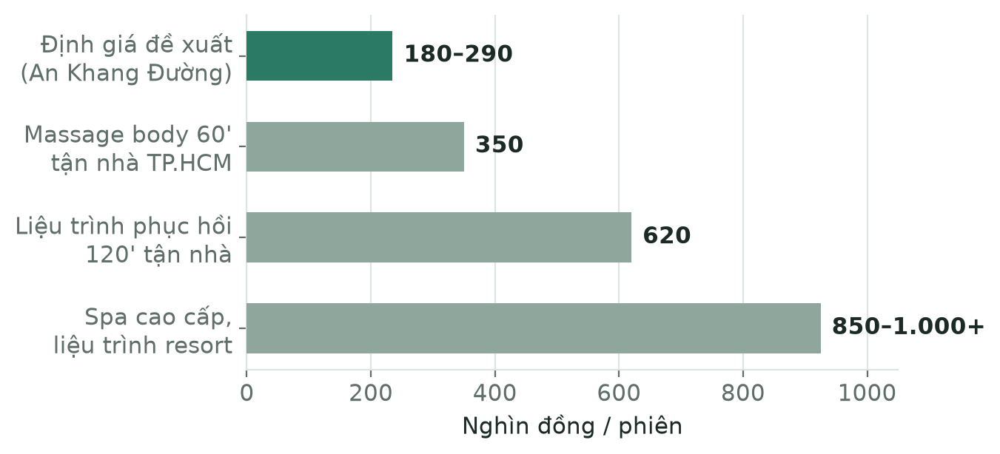 Định giá đề xuất
(An Khang Đường)
180–290
Massage body 60'
tận nhà TP.HCM
350
Liệu trình phục hồi
120' tận nhà
620
Spa cao cấp,
liệu trình resort
850–1.000+
0 200 400 600 800 1000
Nghìn đồng / phiên